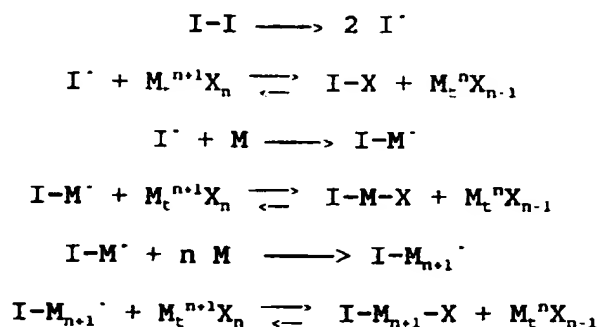 I-I ⟶ 2 I˙
I˙ + Mₜⁿ⁺¹Xₙ ⇌ I-X + MₜⁿXₙ₋₁
I˙ + M ⟶ I-M˙
I-M˙ + Mₜⁿ⁺¹Xₙ ⇌ I-M-X + MₜⁿXₙ₋₁
I-M˙ + n M ⟶ I-Mₙ₊₁˙
I-Mₙ₊₁˙ + Mₜⁿ⁺¹Xₙ ⇌ I-Mₙ₊₁-X + MₜⁿXₙ₋₁